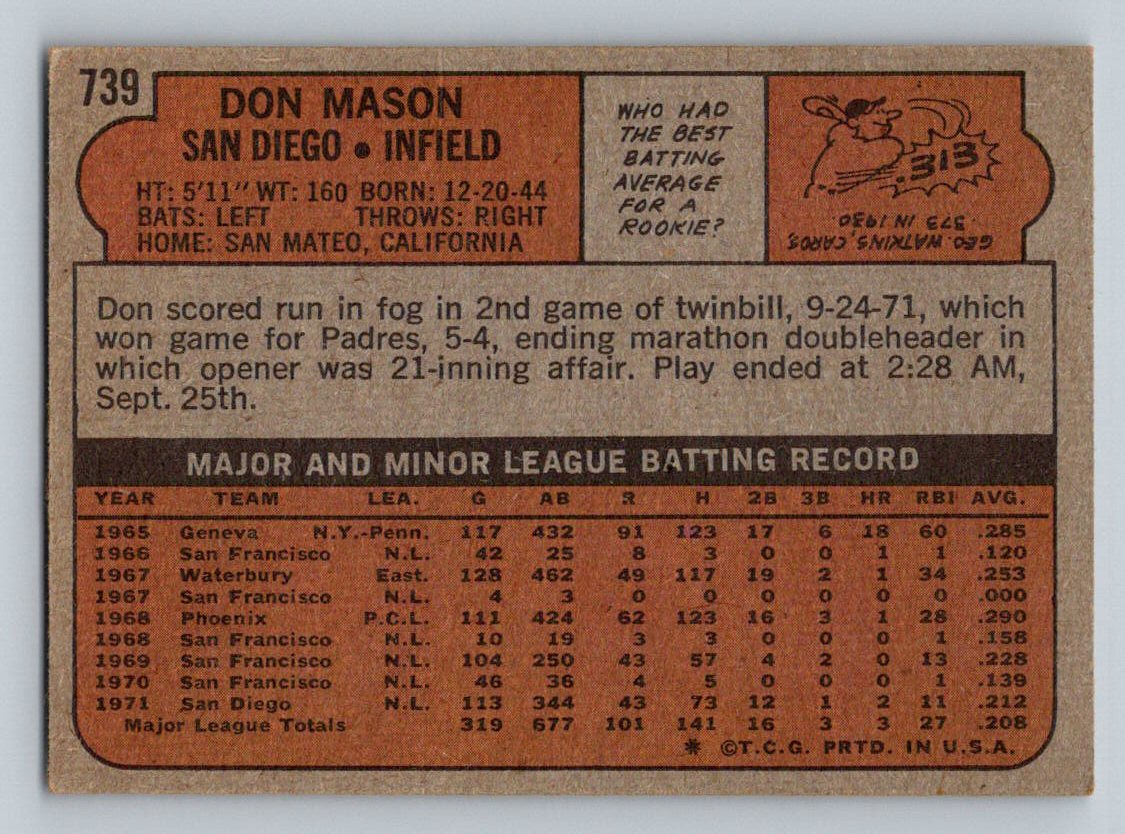 739
DON MASON
SAN DIEGO • INFIELD
HT: 5'11" WT: 160 BORN: 12-20-44
BATS: LEFT THROWS: RIGHT
HOME: SAN MATEO, CALIFORNIA
WHO HAD
THE BEST
BATTING
AVERAGE
FOR A
ROOKIE?
GEO. WATKINS, CARDS,
.373 IN 1930
.313
Don scored run in fog in 2nd game of twinbill, 9-24-71, which
won game for Padres, 5-4, ending marathon doubleheader in
which opener was 21-inning affair. Play ended at 2:28 AM,
Sept. 25th.
MAJOR AND MINOR LEAGUE BATTING RECORD
YEAR TEAM LEA. G AB R H 2B 3B HR RBI AVG.
1965 Geneva N.Y.-Penn. 117 432 91 123 17 6 18 60 .285
1966 San Francisco N.L. 42 25 8 3 0 0 1 1 .120
1967 Waterbury East. 128 462 49 117 19 2 1 34 .253
1967 San Francisco N.L. 4 3 0 0 0 0 0 0 .000
1968 Phoenix P.C.L. 111 424 62 123 16 3 1 28 .290
1968 San Francisco N.L. 10 19 3 3 0 0 0 1 .158
1969 San Francisco N.L. 104 250 43 57 4 2 0 13 .228
1970 San Francisco N.L. 46 36 4 5 0 0 0 1 .139
1971 San Diego N.L. 113 344 43 73 12 1 2 11 .212
Major League Totals 319 677 101 141 16 3 3 27 .208
* ©T.C.G. PRTD. IN U.S.A.